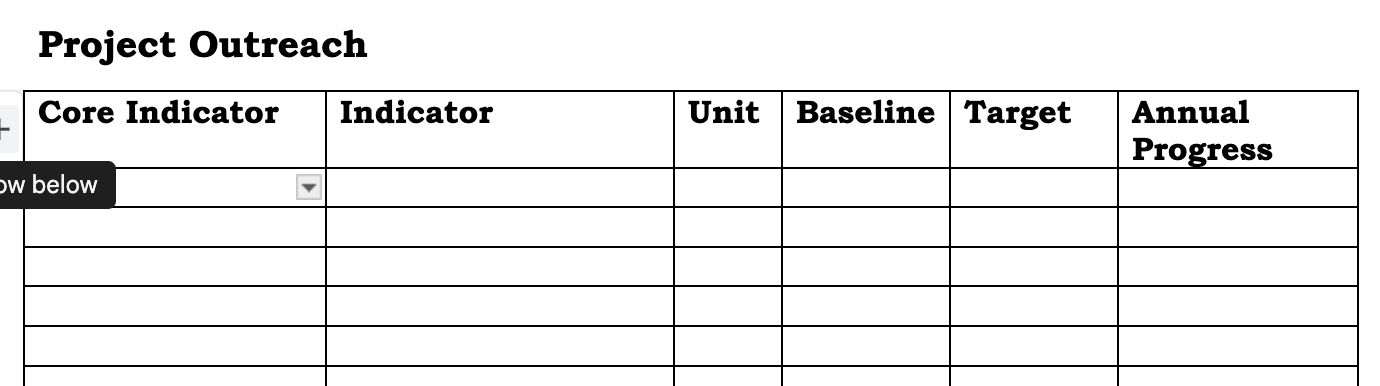 Project Outreach
Core Indicator Indicator Unit Baseline Target Annual
Progress
ow below